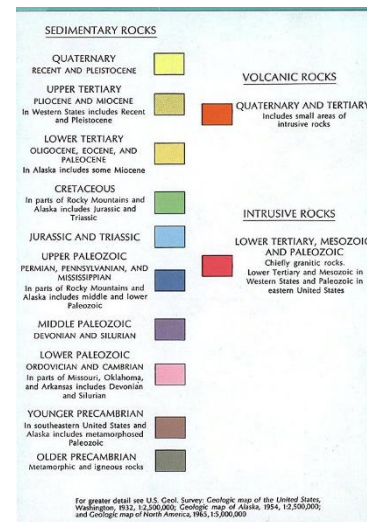 SEDIMENTARY ROCKS
QUATERNARY
RECENT AND PLEISTOCENE
UPPER TERTIARY
PLIOCENE AND MIOCENE
In Western States includes Recent
and Pleistocene
LOWER TERTIARY
OLIGOCENE, EOCENE, AND
PALEOCENE
In Alaska includes some Miocene
CRETACEOUS
In parts of Rocky Mountains and
Alaska includes Jurassic and
Triassic
JURASSIC AND TRIASSIC
UPPER PALEOZOIC
PERMIAN, PENNSYLVANIAN, AND
MISSISSIPPIAN
In parts of Rocky Mountains and
Alaska includes middle and lower
Paleozoic
MIDDLE PALEOZOIC
DEVONIAN AND SILURIAN
LOWER PALEOZOIC
ORDOVICIAN AND CAMBRIAN
In parts of Missouri, Oklahoma,
and Arkansas includes Devonian
and Silurian
YOUNGER PRECAMBRIAN
In southeastern United States and
Alaska includes metamorphosed
Paleozoic
OLDER PRECAMBRIAN
Metamorphic and igneous rocks
VOLCANIC ROCKS
QUATERNARY AND TERTIARY
Includes small areas of
intrusive rocks
INTRUSIVE ROCKS
LOWER TERTIARY, MESOZOIC
AND PALEOZOIC
Chiefly granitic rocks.
Lower Tertiary and Mesozoic in
Western States and Paleozoic in
eastern United States
For greater detail see U.S. Geol. Survey: Geologic map of the United States,
Washington, 1932, 1:2,500,000; Geologic map of Alaska, 1954, 1:2,500,000;
and Geologic map of North America, 1965, 1:5,000,000